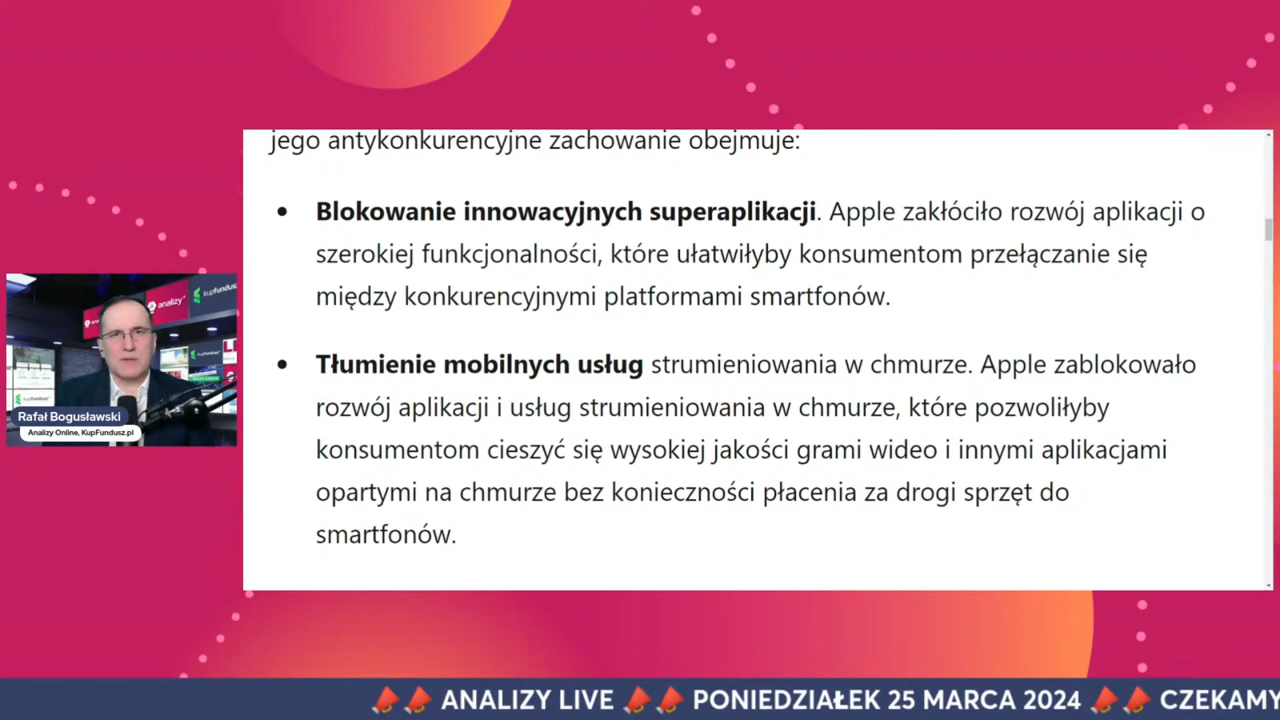 jego antykonkurencyjne zachowanie obejmuje:
• Blokowanie innowacyjnych superaplikacji. Apple zakłóciło rozwój aplikacji o
szerokiej funkcjonalności, które ułatwiłyby konsumentom przełączanie się
między konkurencyjnymi platformami smartfonów.
• Tłumienie mobilnych usług strumieniowania w chmurze. Apple zablokowało
rozwój aplikacji i usług strumieniowania w chmurze, które pozwoliłyby
konsumentom cieszyć się wysokiej jakości grami wideo i innymi aplikacjami
opartymi na chmurze bez konieczności płacenia za drogi sprzęt do
smartfonów.
analizy
kupfundusz
Rafał Bogusławski
Analizy Online, KupFundusz.pl
ANALIZY LIVE PONIEDZIAŁEK 25 MARCA 2024 CZEKAMY